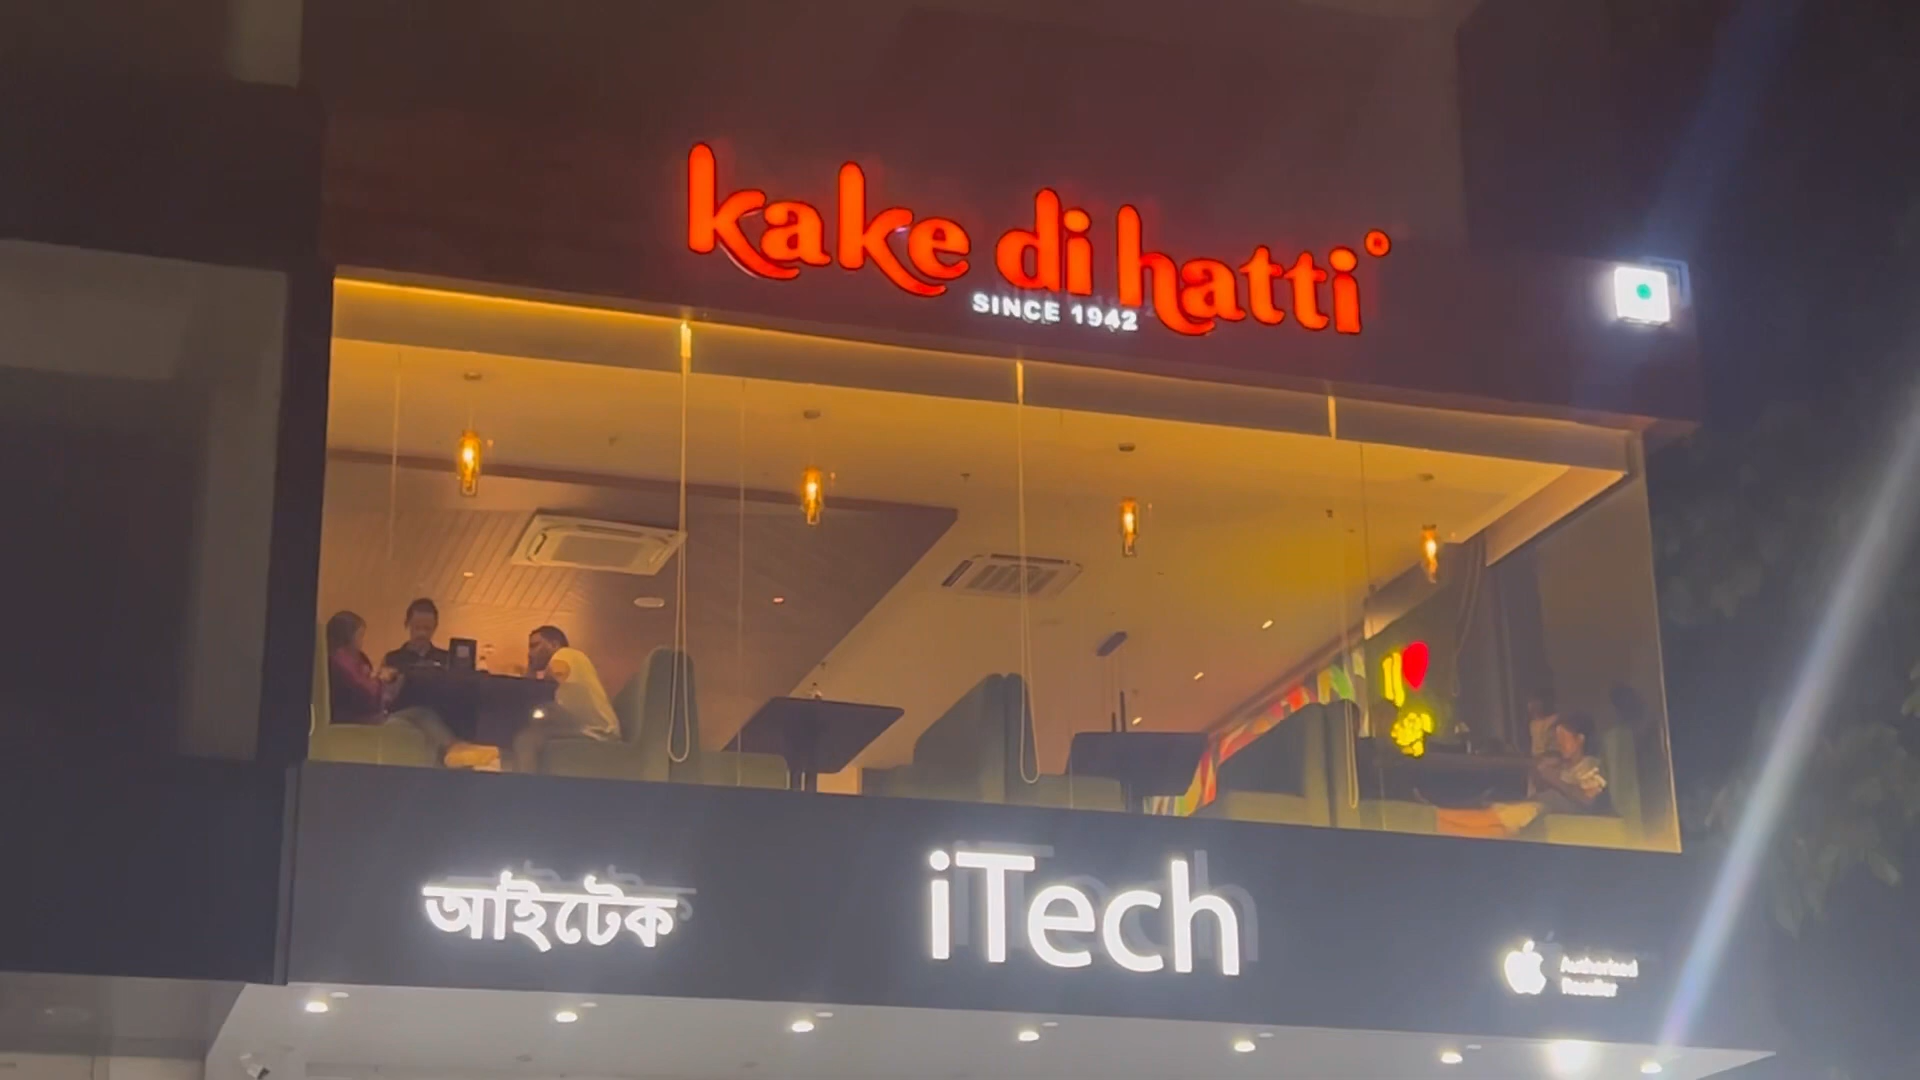 kake di hatti
SINCE 1942
আইটেক
iTech
Authorized
Reseller